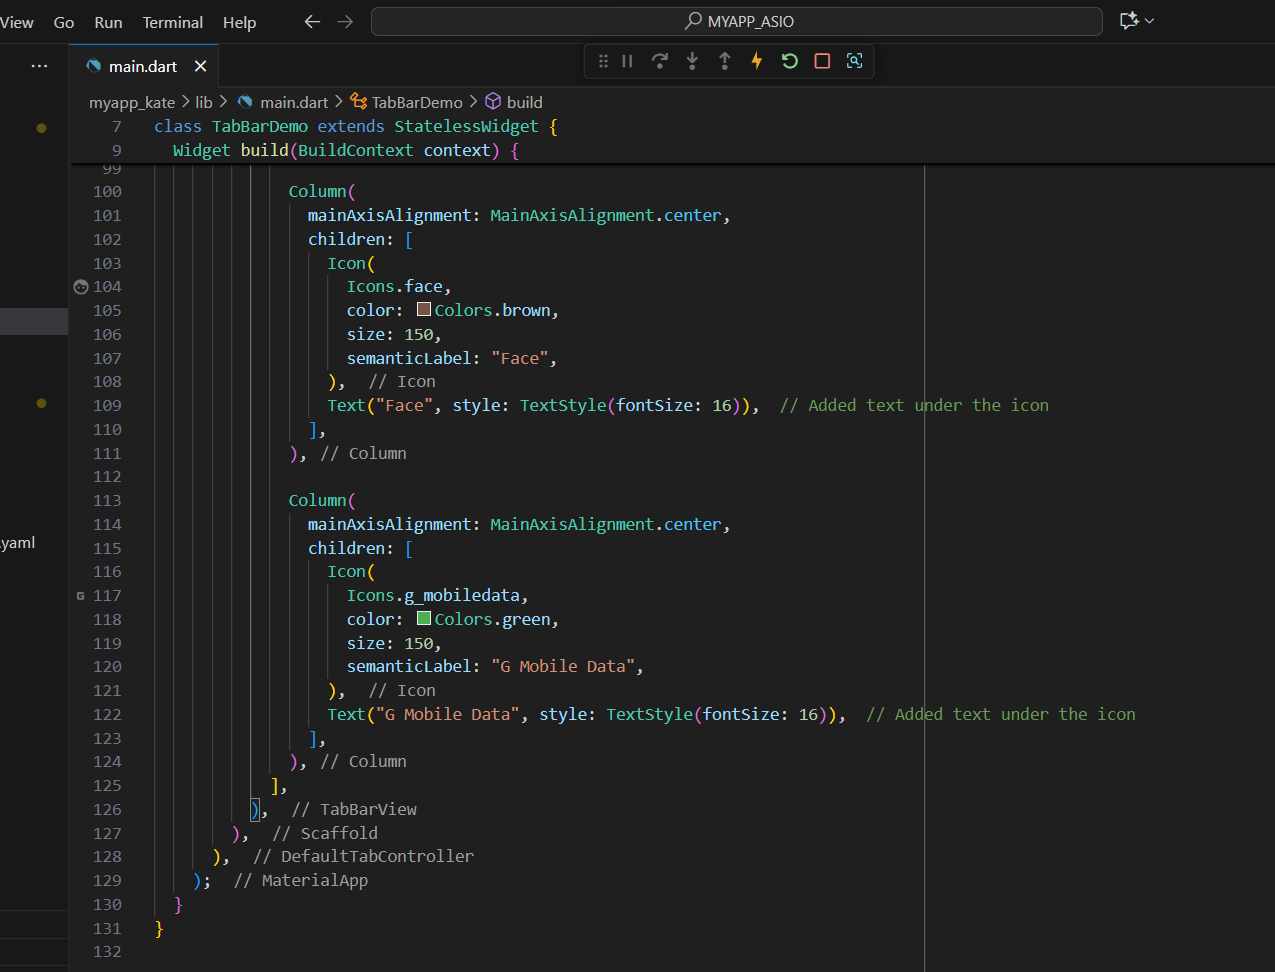 View Go Run Terminal Help MYAPP_ASIO
main.dart
myapp_kate > lib > main.dart > TabBarDemo > build
7 class TabBarDemo extends StatelessWidget {
9 Widget build(BuildContext context) {
99
100 Column(
101 mainAxisAlignment: MainAxisAlignment.center,
102 children: [
103 Icon(
104 Icons.face,
105 color: Colors.brown,
106 size: 150,
107 semanticLabel: "Face",
108 ), // Icon
109 Text("Face", style: TextStyle(fontSize: 16)), // Added text under the icon
110 ],
111 ), // Column
112
113 Column(
114 mainAxisAlignment: MainAxisAlignment.center,
115 children: [
116 Icon(
G 117 Icons.g_mobiledata,
118 color: Colors.green,
119 size: 150,
.yaml
120 semanticLabel: "G Mobile Data",
121 ), // Icon
122 Text("G Mobile Data", style: TextStyle(fontSize: 16)), // Added text under the icon
123 ],
124 ), // Column
125 ],
126 ), // TabBarView
127 ), // Scaffold
128 ), // DefaultTabController
129 ); // MaterialApp
130 }
131 }
132